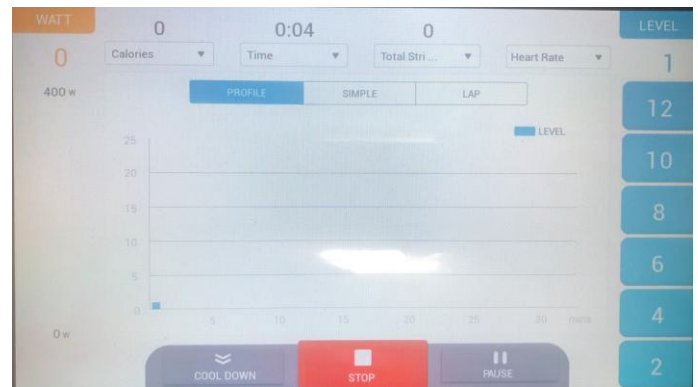 WATT 0 0:04 0 LEVEL
0 Calories Time Total Stri ... Heart Rate 1
400 w PROFILE SIMPLE LAP 12
LEVEL
25
10
20
15 8
10
6
5
0
5 10 15 20 25 30 mins 4
0 w
COOL DOWN STOP PAUSE 2